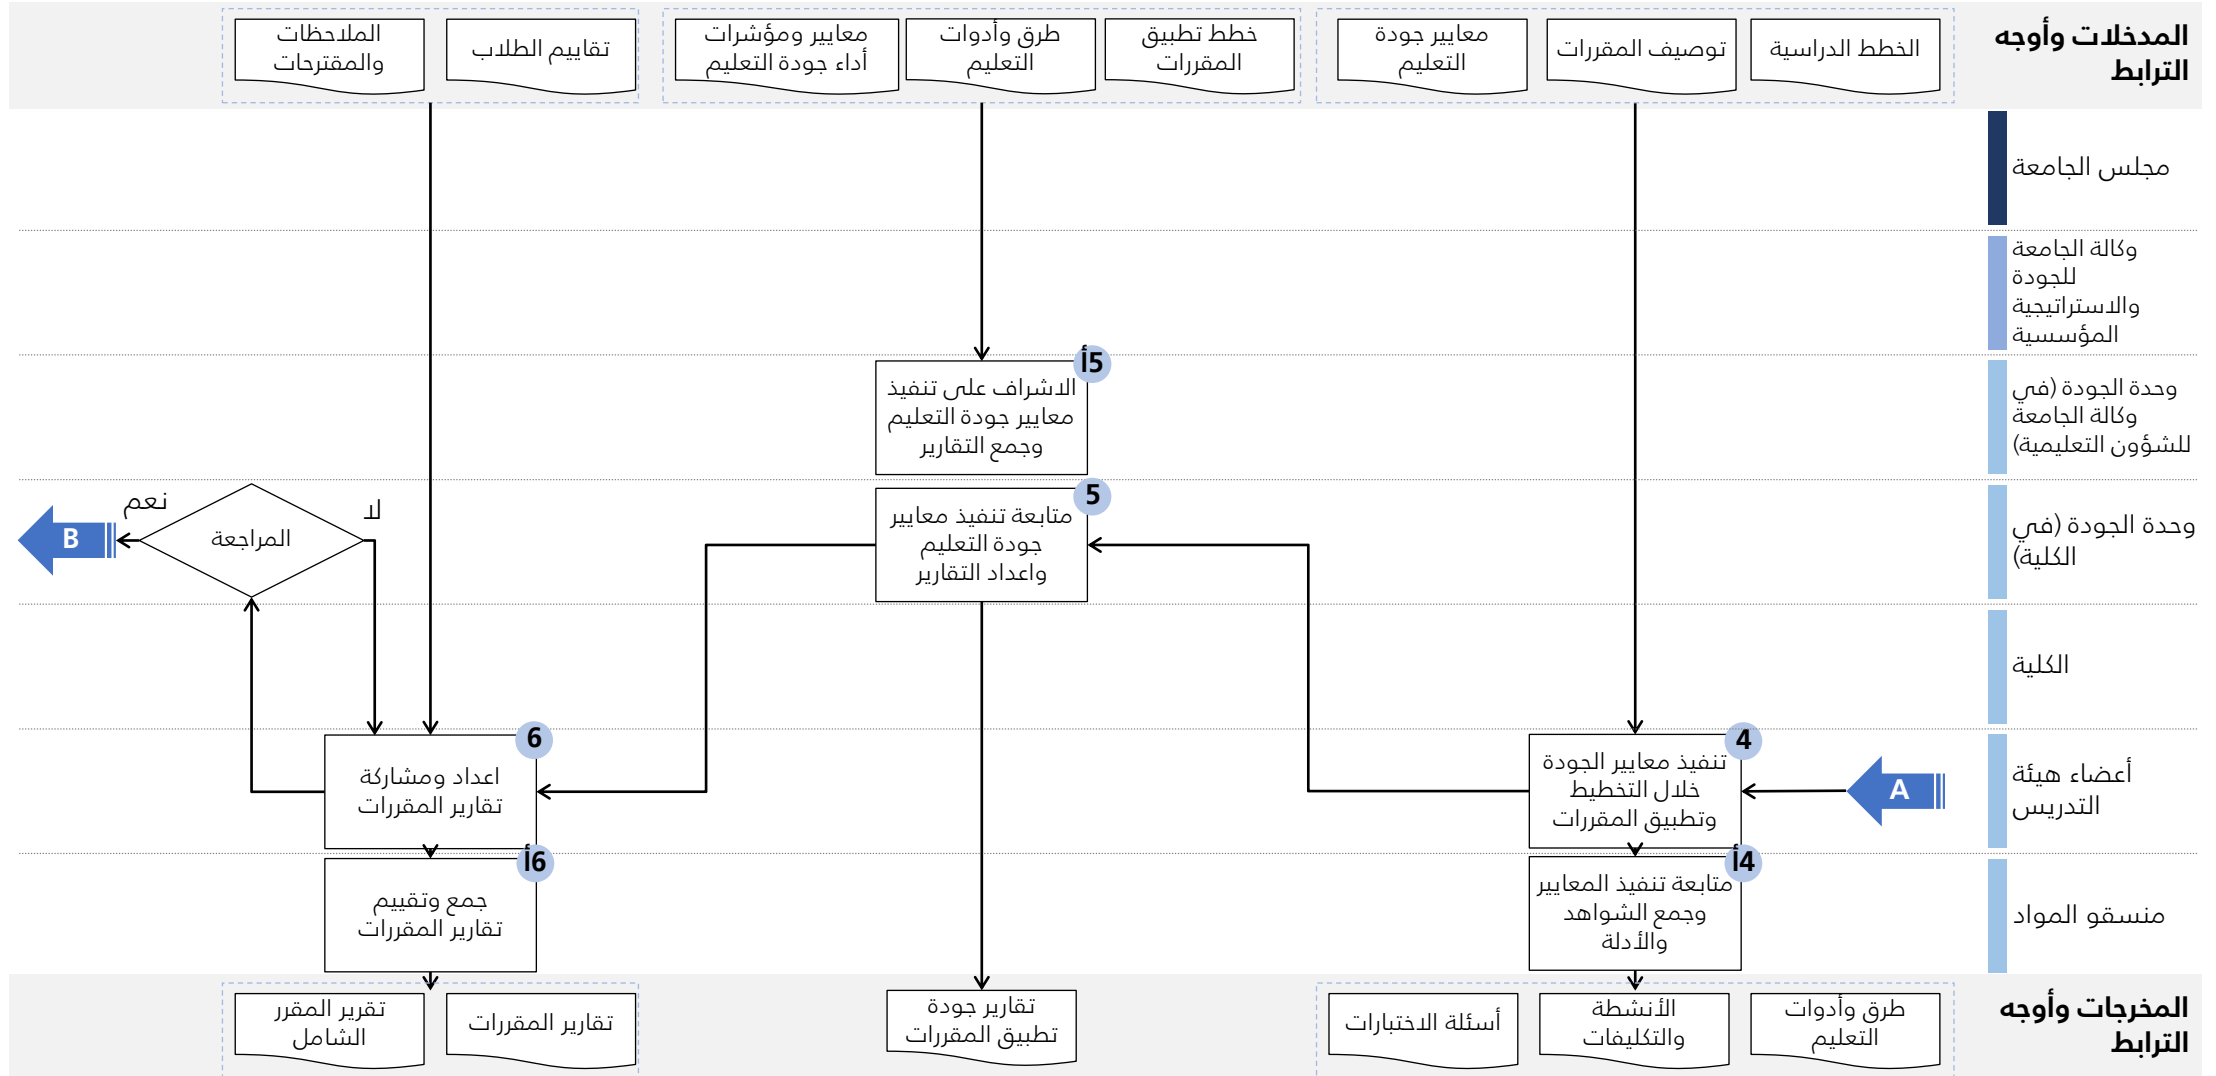 المدخلات وأوجه
الترابط
الخطط الدراسية
توصيف المقررات
معايير جودة
التعليم
خطط تطبيق
المقررات
طرق وأدوات
التعليم
معايير ومؤشرات
أداء جودة التعليم
تقاييم الطلاب
الملاحظات
والمقترحات
مجلس الجامعة
وكالة الجامعة
للجودة
والاستراتيجية
المؤسسية
وحدة الجودة (في
وكالة الجامعة
للشؤون التعليمية)
5أ
الاشراف على تنفيذ
معايير جودة التعليم
وجمع التقارير
وحدة الجودة (في
الكلية)
5
متابعة تنفيذ معايير
جودة التعليم
واعداد التقارير
لا
المراجعة
نعم
B
الكلية
أعضاء هيئة
التدريس
A
4
تنفيذ معايير الجودة
خلال التخطيط
وتطبيق المقررات
6
اعداد ومشاركة
تقارير المقررات
منسقو المواد
4أ
متابعة تنفيذ المعايير
وجمع الشواهد
والأدلة
6أ
جمع وتقييم
تقارير المقررات
المخرجات وأوجه
الترابط
طرق وأدوات
التعليم
الأنشطة
والتكليفات
أسئلة الاختبارات
تقارير جودة
تطبيق المقررات
تقارير المقررات
تقرير المقرر
الشامل